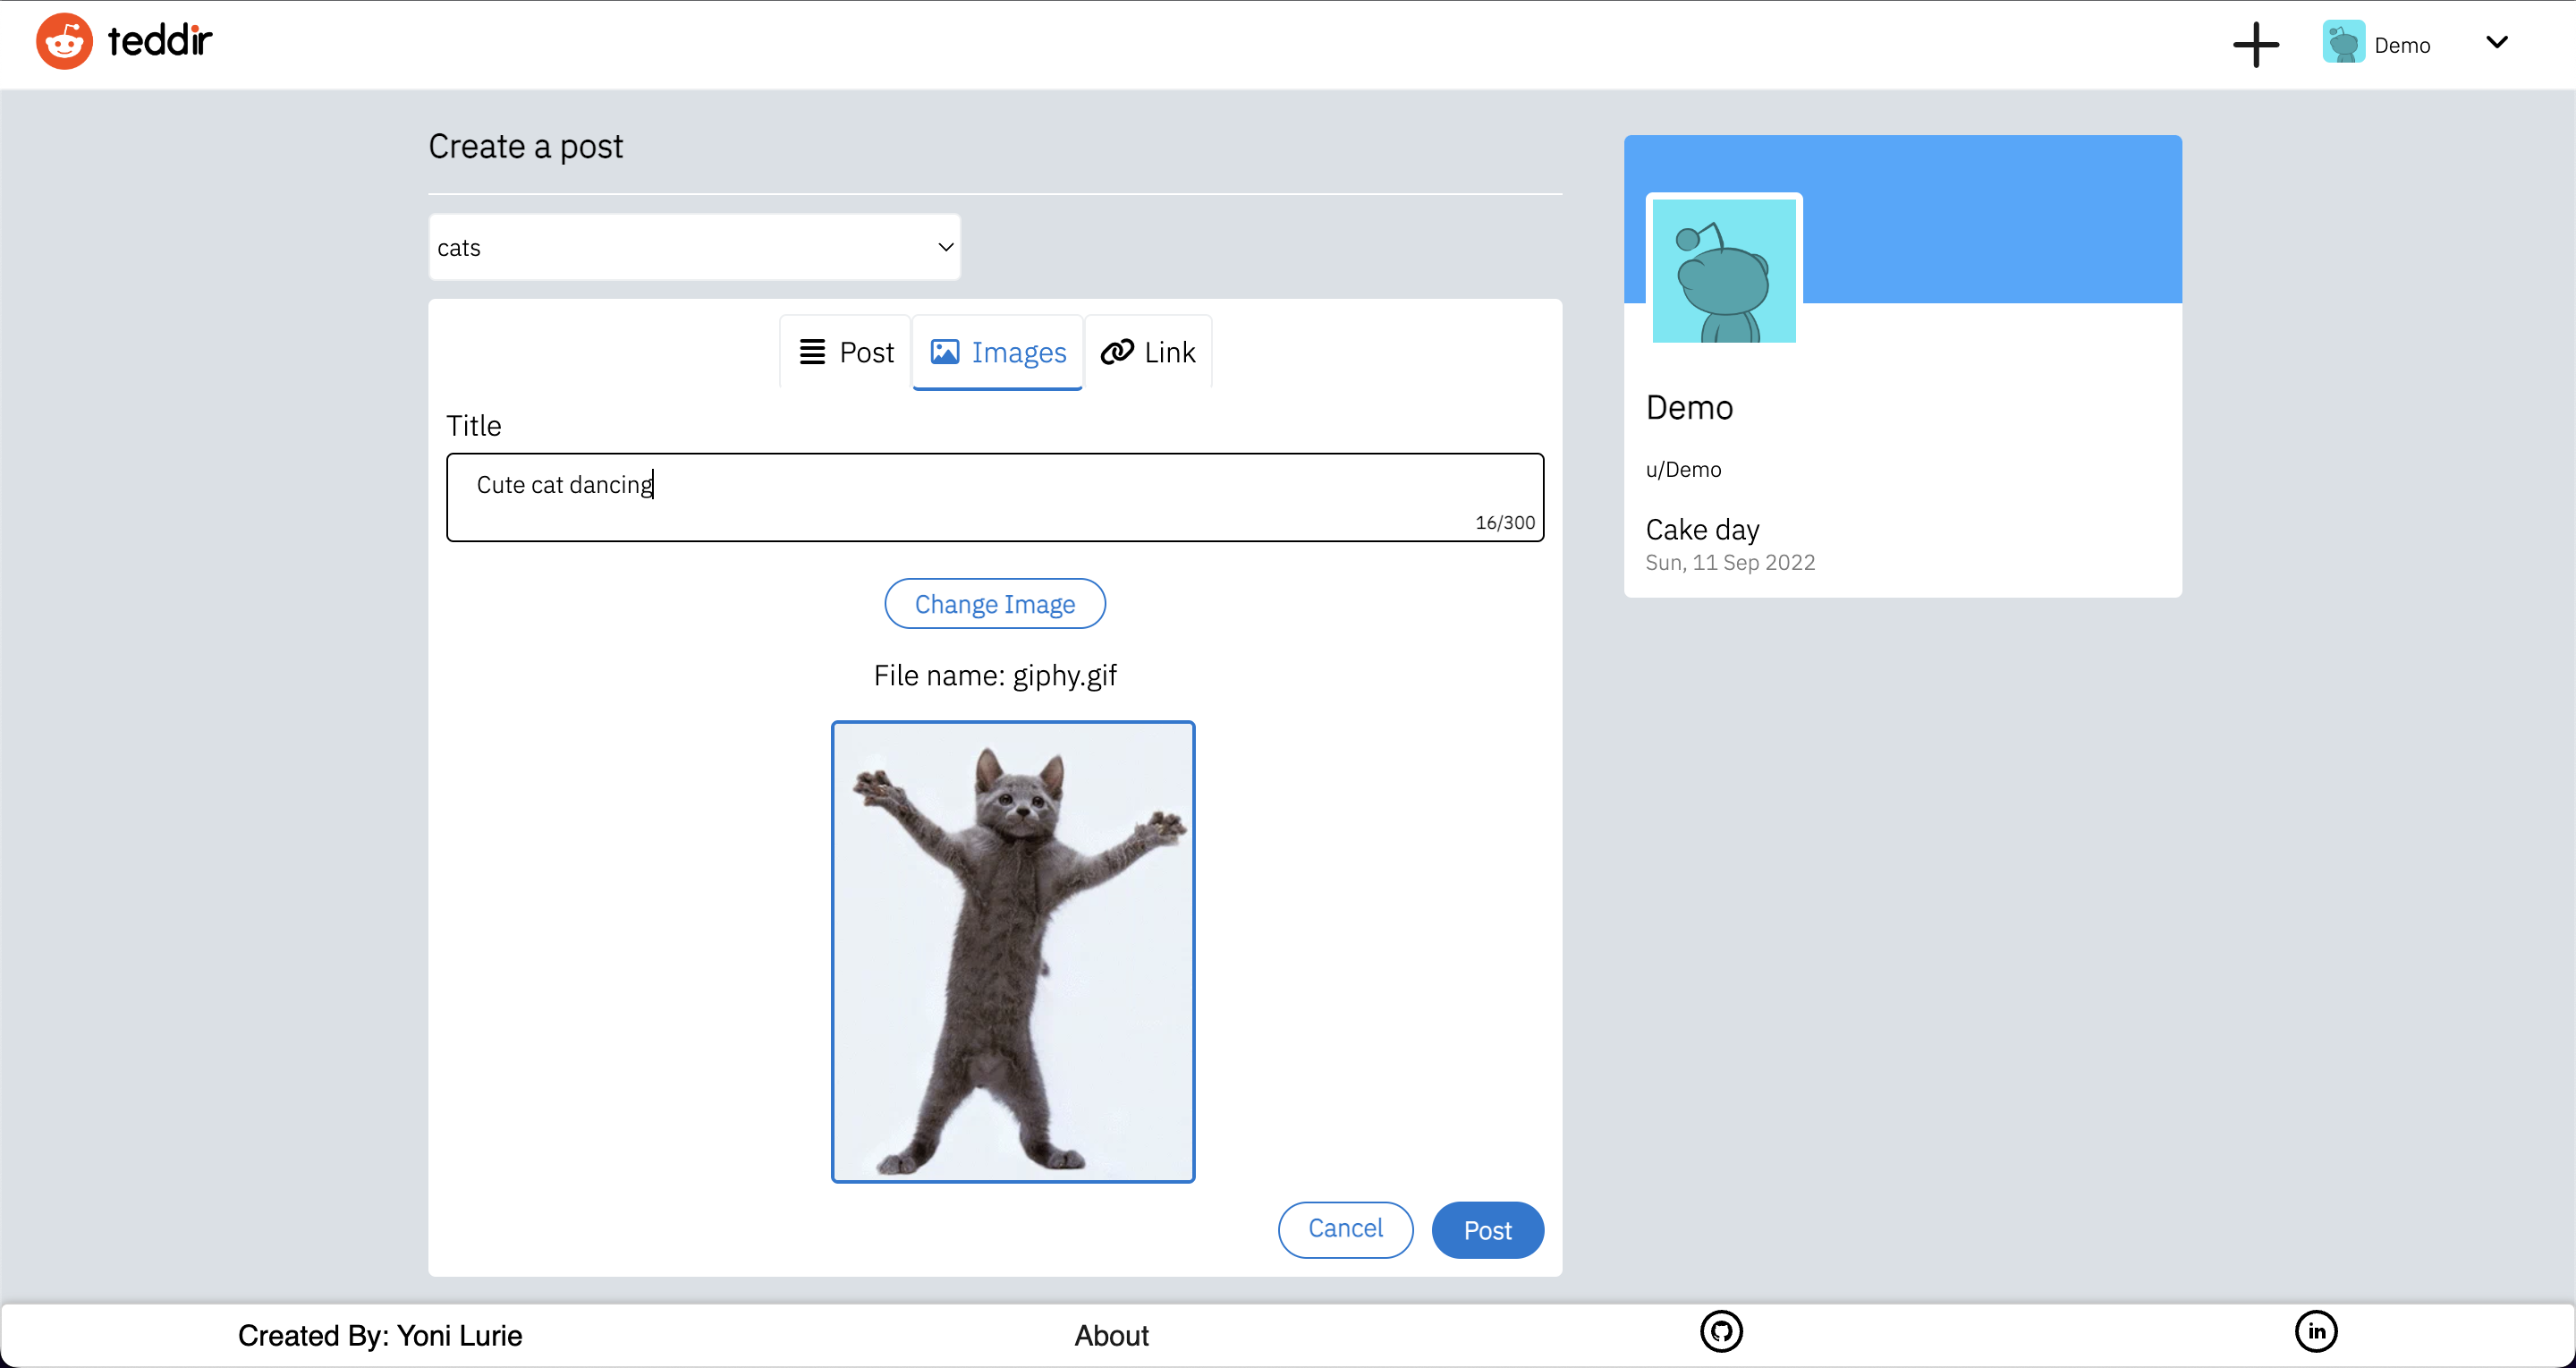 teddir
Demo
Create a post
cats
Post
Images
Link
Title
Cute cat dancing
16/300
Change Image
File name: giphy.gif
Cancel
Post
Demo
u/Demo
Cake day
Sun, 11 Sep 2022
Created By: Yoni Lurie
About
in